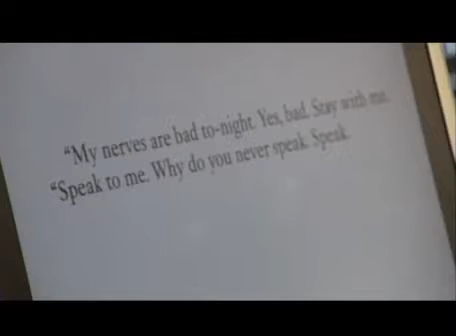 “My nerves are bad to-night. Yes, bad. Stay with me.
“Speak to me. Why do you never speak. Speak.